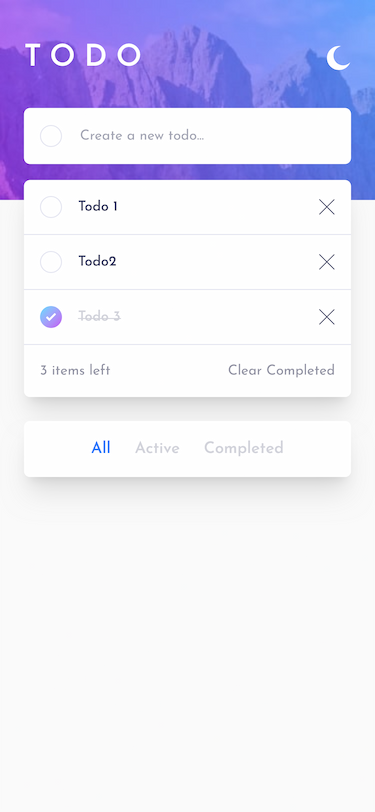 TODO
Create a new todo...
Todo 1
Todo2
Todo 3
3 items left Clear Completed
All Active Completed